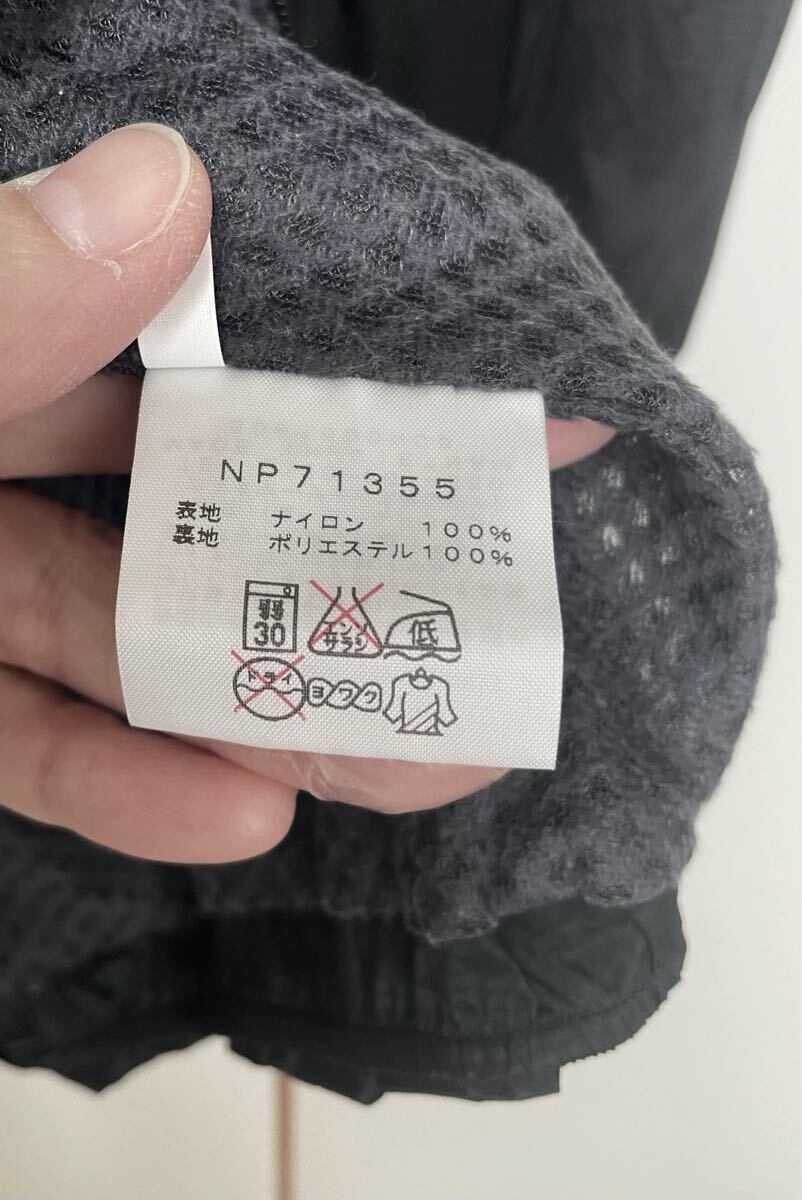 NP71355
表地 ナイロン 100%
裏地 ポリエステル100%
弱
30
エンソ
サラシ
低
ドライ
ヨワク